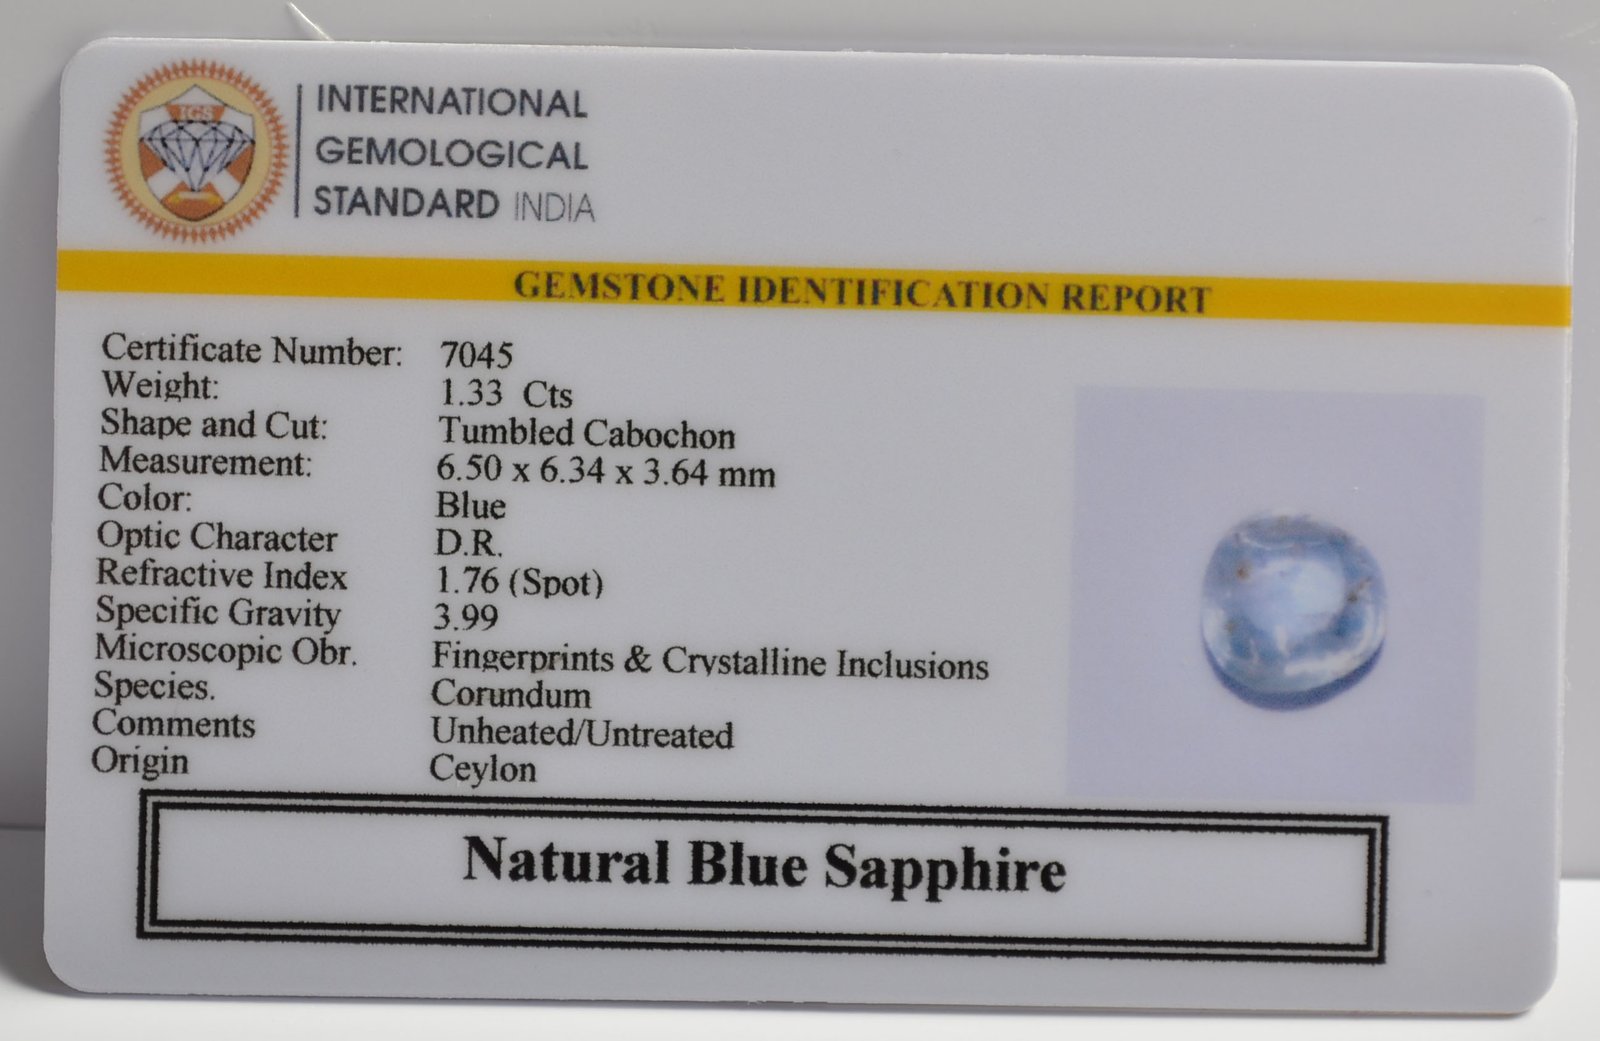 IGS
INTERNATIONAL
GEMOLOGICAL
STANDARD INDIA
GEMSTONE IDENTIFICATION REPORT
Certificate Number: 7045
Weight: 1.33 Cts
Shape and Cut: Tumbled Cabochon
Measurement: 6.50 x 6.34 x 3.64 mm
Color: Blue
Optic Character D.R.
Refractive Index 1.76 (Spot)
Specific Gravity 3.99
Microscopic Obr. Fingerprints & Crystalline Inclusions
Species. Corundum
Comments Unheated/Untreated
Origin Ceylon
Natural Blue Sapphire